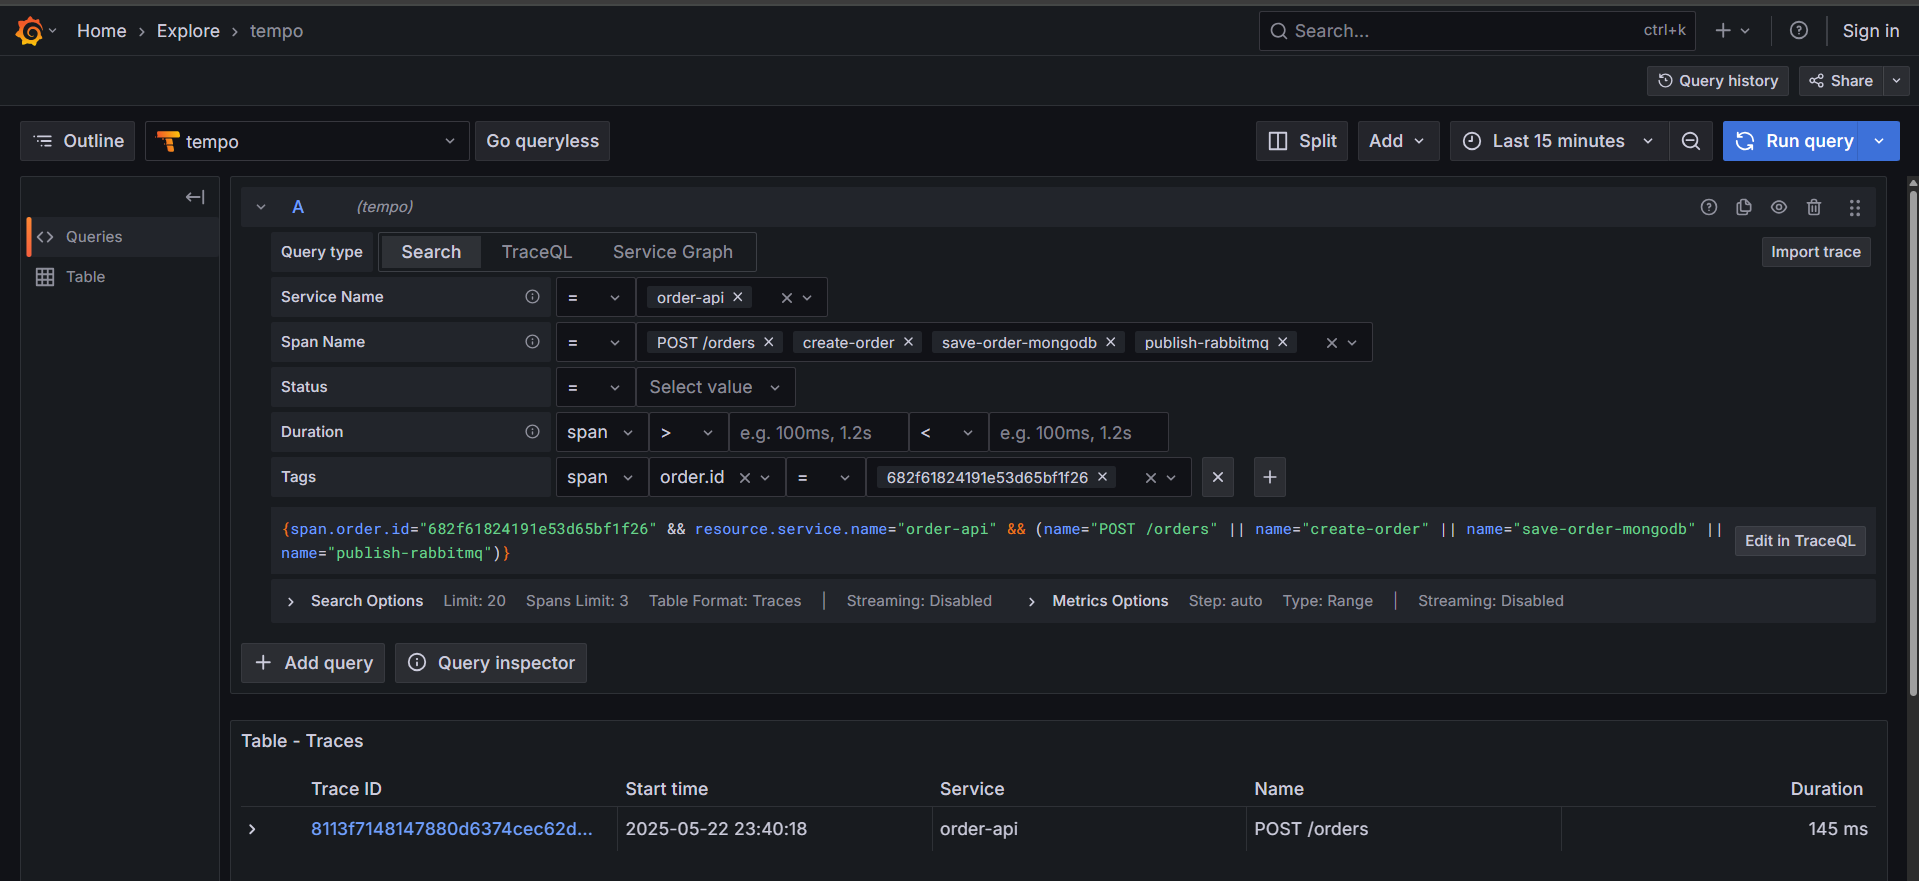 Home › Explore › tempo
Search... ctrl+k
Sign in
Query history
Share
Outline
tempo
Go queryless
Split
Add
Last 15 minutes
Run query
Queries
Table
A (tempo)
Query type Search TraceQL Service Graph
Import trace
Service Name = order-api
Span Name = POST /orders create-order save-order-mongodb publish-rabbitmq
Status = Select value
Duration span > e.g. 100ms, 1.2s < e.g. 100ms, 1.2s
Tags span order.id = 682f61824191e53d65bf1f26
{span.order.id="682f61824191e53d65bf1f26" && resource.service.name="order-api" && (name="POST /orders" || name="create-order" || name="save-order-mongodb" ||
name="publish-rabbitmq")}
Edit in TraceQL
Search Options Limit: 20 Spans Limit: 3 Table Format: Traces | Streaming: Disabled
Metrics Options Step: auto Type: Range | Streaming: Disabled
+ Add query
Query inspector
Table - Traces
Trace ID Start time Service Name Duration
8113f7148147880d6374cec62d... 2025-05-22 23:40:18 order-api POST /orders 145 ms